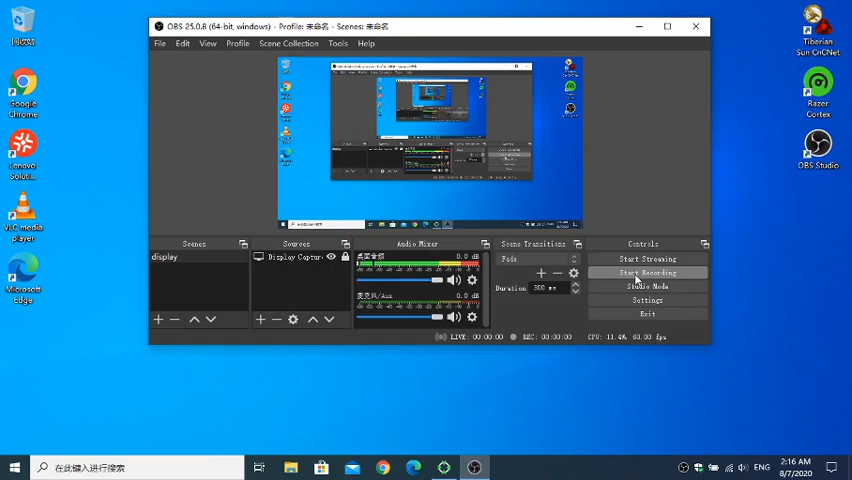 OBS 25.0.8 (64-bit, windows) - Profile: 未命名 - Scenes: 未命名
File Edit View Profile Scene Collection Tools Help
回收站
Google
Chrome
Lenovo
Soluti...
VLC media
player
Microsoft
Edge
Tiberian
Sun CnCNet
Razer
Cortex
OBS Studio
Scenes
display
Sources
Display Captur
Audio Mixer
桌面音频
0.0 dB
麦克风/Aux
0.0 dB
Scene Transitions
Fade
Duration 300 ms
Controls
Start Streaming
Start Recording
Studio Mode
Settings
Exit
LIVE: 00:00:00 REC: 00:00:00 CPU: 11.4%, 60.00 fps
在此键入进行搜索
ENG
2:16 AM
8/7/2020